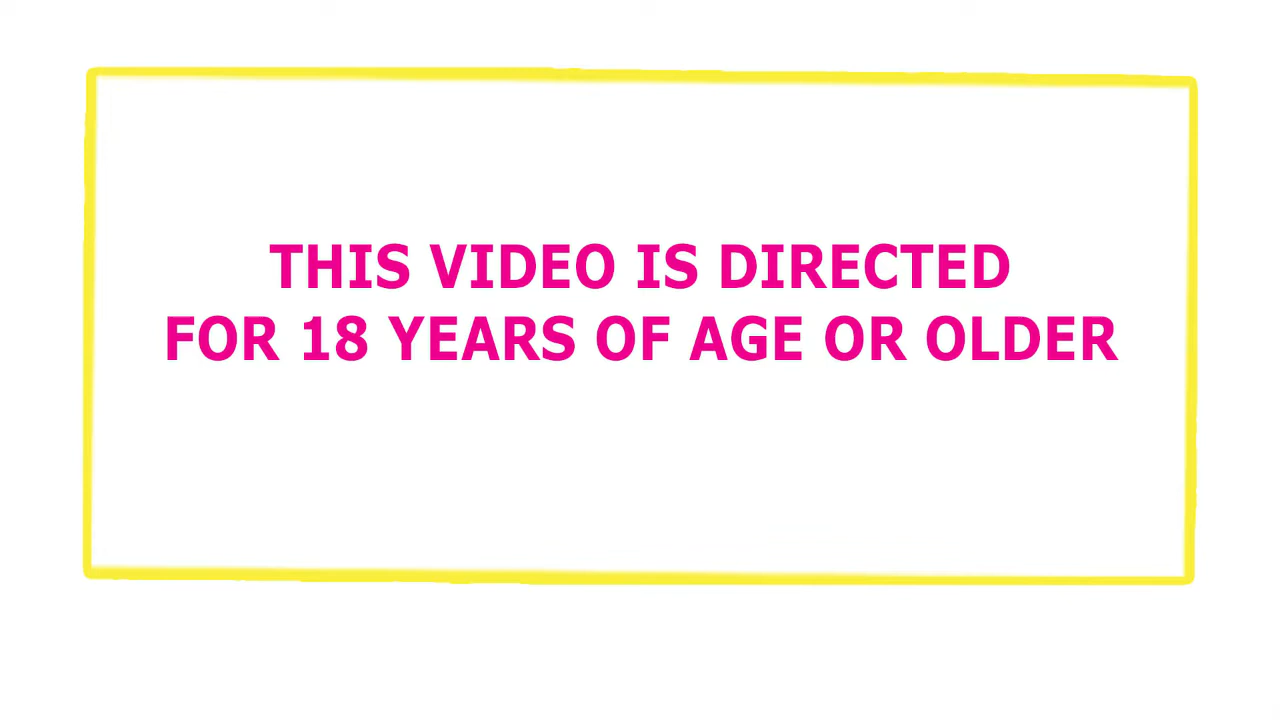 THIS VIDEO IS DIRECTED
FOR 18 YEARS OF AGE OR OLDER